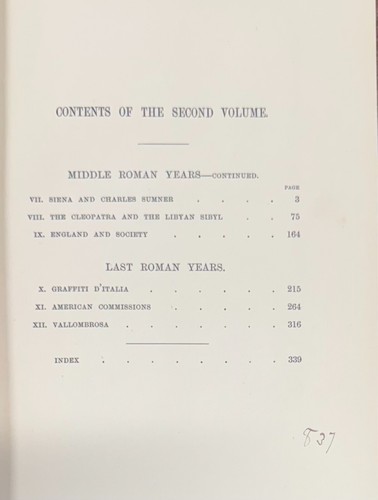 CONTENTS OF THE SECOND VOLUME.
MIDDLE ROMAN YEARS—CONTINUED.
PAGE
VII. SIENA AND CHARLES SUMNER . . . . 3
VIII. THE CLEOPATRA AND THE LIBYAN SIBYL . . 75
IX. ENGLAND AND SOCIETY . . . . . 164
LAST ROMAN YEARS.
X. GRAFFITI D'ITALIA . . . . . . 215
XI. AMERICAN COMMISSIONS . . . . . 264
XII. VALLOMBROSA . . . . . . . 316
INDEX . . . . . . . . 339
837